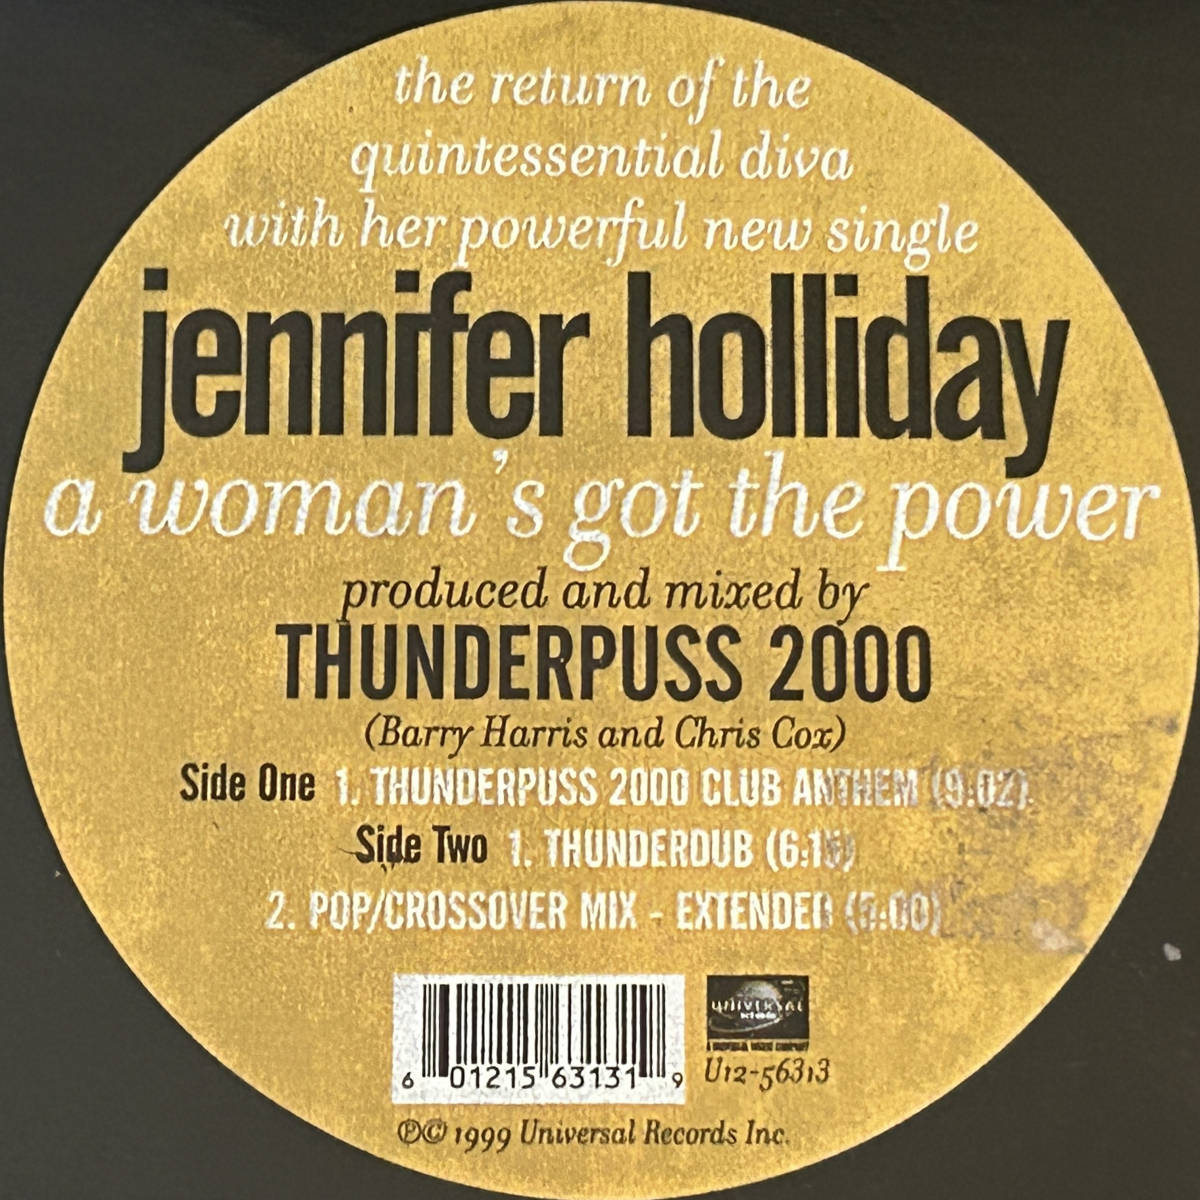 the return of the
quintessential diva
with her powerful new single
jennifer holliday
a woman's got the power
produced and mixed by
THUNDERPUSS 2000
(Barry Harris and Chris Cox)
Side One 1. THUNDERPUSS 2000 CLUB ANTHEM (9:02)
Side Two 1. THUNDERDUB (6:15)
2. POP/CROSSOVER MIX - EXTENDED (5:00)
UNIVERSAL
6 01215 63131 9
U12-56313
℗© 1999 Universal Records Inc.